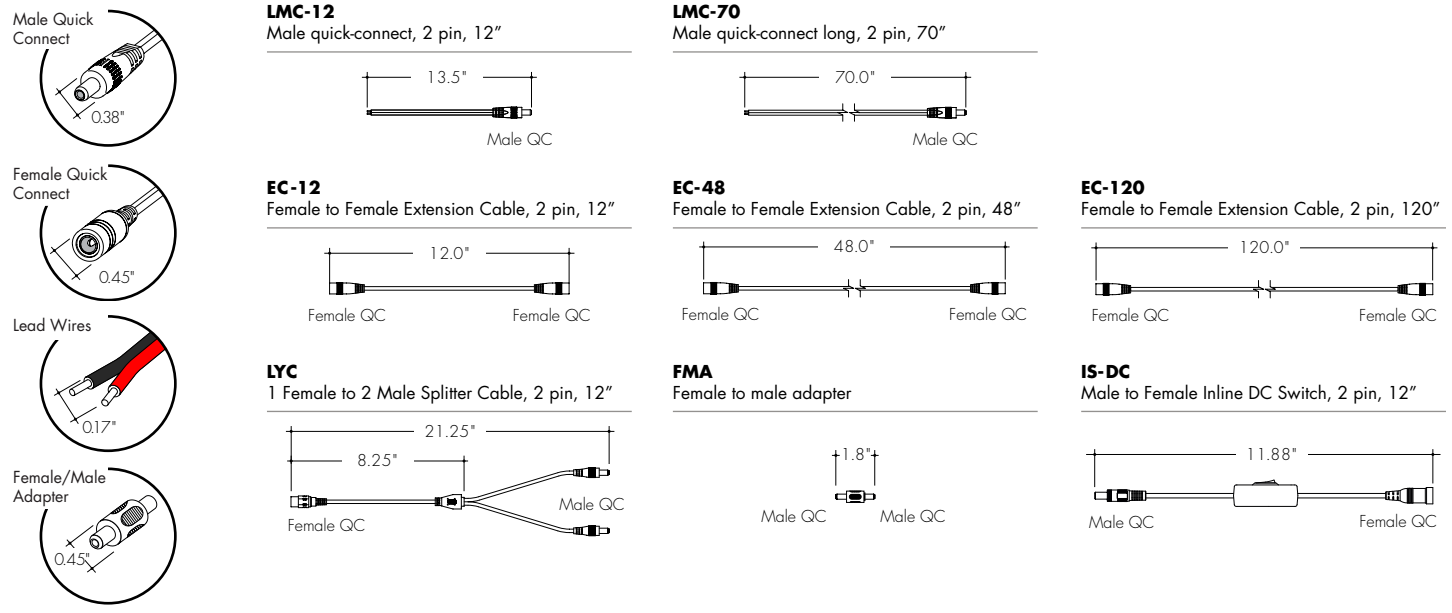 Male Quick
Connect
0.38"
Female Quick
Connect
0.45"
Lead Wires
0.17"
Female/Male
Adapter
0.45"
LMC-12
Male quick-connect, 2 pin, 12”
13.5"
Male QC
LMC-70
Male quick-connect long, 2 pin, 70”
70.0"
Male QC
EC-12
Female to Female Extension Cable, 2 pin, 12”
12.0"
Female QC Female QC
EC-48
Female to Female Extension Cable, 2 pin, 48”
48.0"
Female QC Female QC
EC-120
Female to Female Extension Cable, 2 pin, 120”
120.0"
Female QC Female QC
LYC
1 Female to 2 Male Splitter Cable, 2 pin, 12”
21.25"
8.25"
Male QC
Female QC
FMA
Female to male adapter
1.8"
Male QC Male QC
IS-DC
Male to Female Inline DC Switch, 2 pin, 12”
11.88"
Male QC Female QC